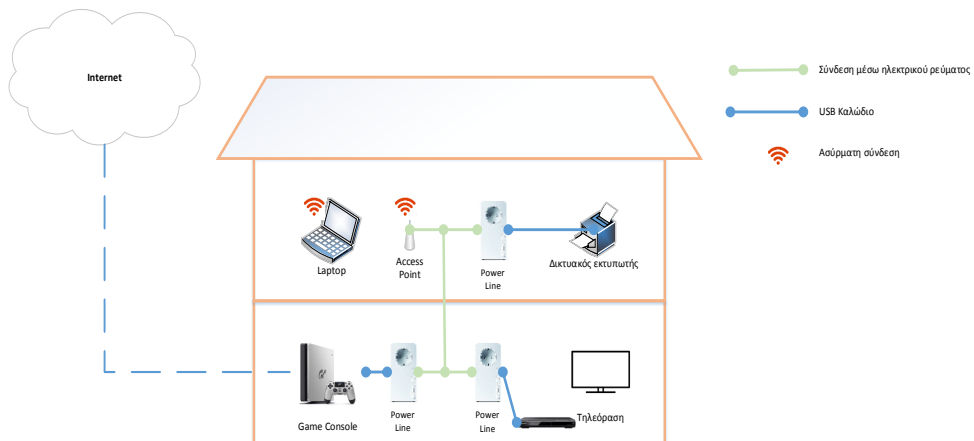 Internet
Σύνδεση μέσω ηλεκτρικού ρεύματος
USB Καλώδιο
Ασύρματη σύνδεση
Laptop
Access
Point
Power
Line
Δικτυακός εκτυπωτής
Game Console
Power
Line
Power
Line
Τηλεόραση